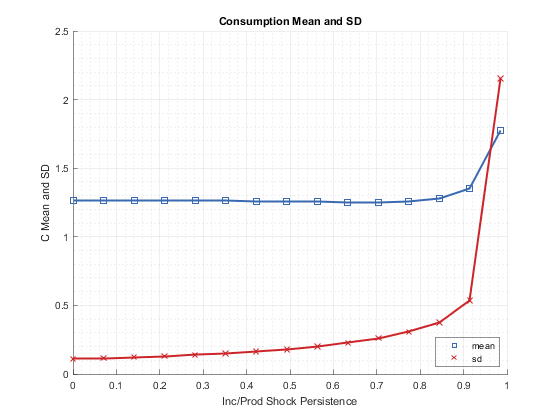 Consumption Mean and SD
2.5
2
1.5
1
0.5
0
C Mean and SD
0 0.1 0.2 0.3 0.4 0.5 0.6 0.7 0.8 0.9 1
Inc/Prod Shock Persistence
mean
sd